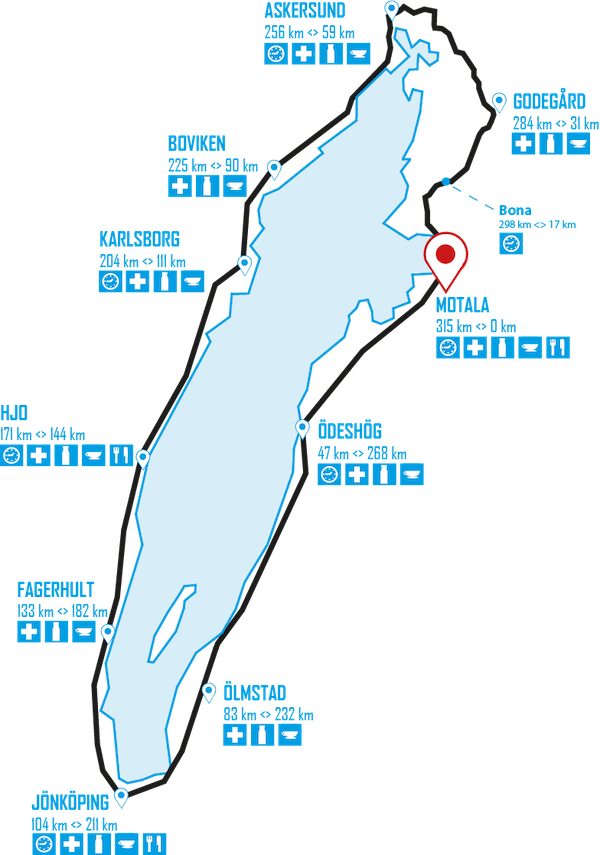 ASKERSUND
256 km <> 59 km
GODEGÅRD
284 km <> 31 km
BOVIKEN
225 km <> 90 km
Bona
298 km <> 17 km
KARLSBORG
204 km <> 111 km
MOTALA
315 km <> 0 km
HJO
171 km <> 144 km
ÖDESHÖG
47 km <> 268 km
FAGERHULT
133 km <> 182 km
ÖLMSTAD
83 km <> 232 km
JÖNKÖPING
104 km <> 211 km